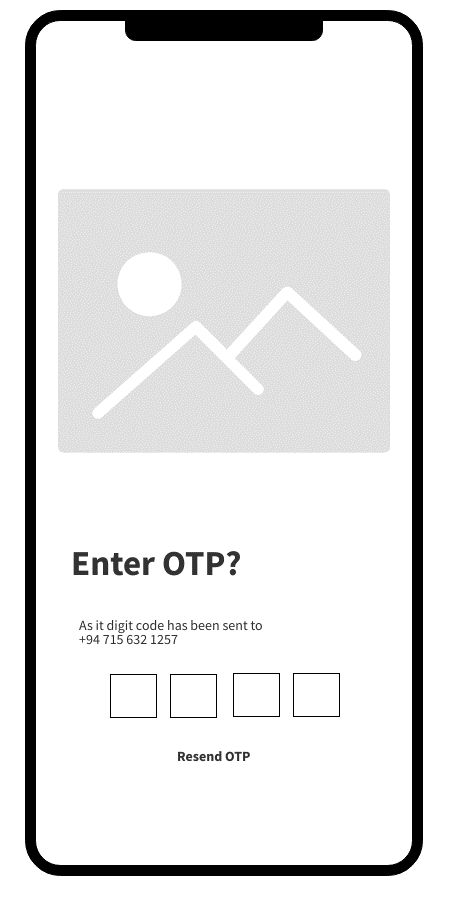 Enter OTP?
As it digit code has been sent to
+94 715 632 1257
Resend OTP